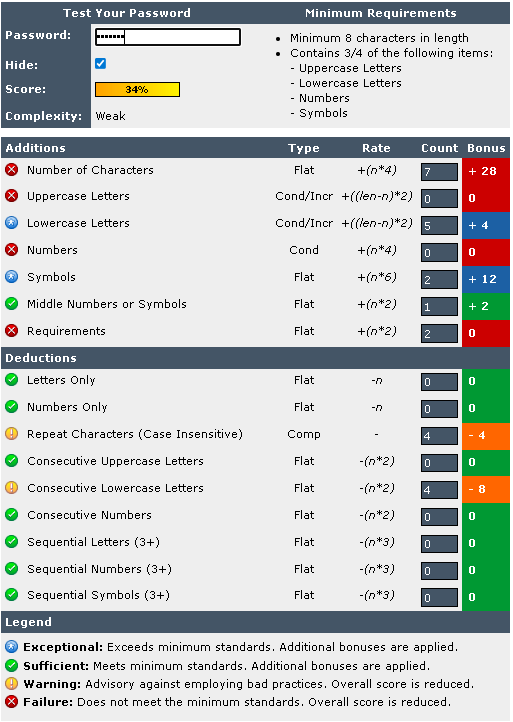 Test Your Password Minimum Requirements
Password: •••••••
• Minimum 8 characters in length
• Contains 3/4 of the following items:
- Uppercase Letters
- Lowercase Letters
- Numbers
- Symbols
Hide:
Score: 34%
Complexity: Weak
Additions Type Rate Count Bonus
Number of Characters Flat +(n*4) 7 + 28
Uppercase Letters Cond/Incr +((len-n)*2) 0 0
Lowercase Letters Cond/Incr +((len-n)*2) 5 + 4
Numbers Cond +(n*4) 0 0
Symbols Flat +(n*6) 2 + 12
Middle Numbers or Symbols Flat +(n*2) 1 + 2
Requirements Flat +(n*2) 2 0
Deductions
Letters Only Flat -n 0 0
Numbers Only Flat -n 0 0
Repeat Characters (Case Insensitive) Comp - 4 - 4
Consecutive Uppercase Letters Flat -(n*2) 0 0
Consecutive Lowercase Letters Flat -(n*2) 4 - 8
Consecutive Numbers Flat -(n*2) 0 0
Sequential Letters (3+) Flat -(n*3) 0 0
Sequential Numbers (3+) Flat -(n*3) 0 0
Sequential Symbols (3+) Flat -(n*3) 0 0
Legend
Exceptional: Exceeds minimum standards. Additional bonuses are applied.
Sufficient: Meets minimum standards. Additional bonuses are applied.
Warning: Advisory against employing bad practices. Overall score is reduced.
Failure: Does not meet the minimum standards. Overall score is reduced.